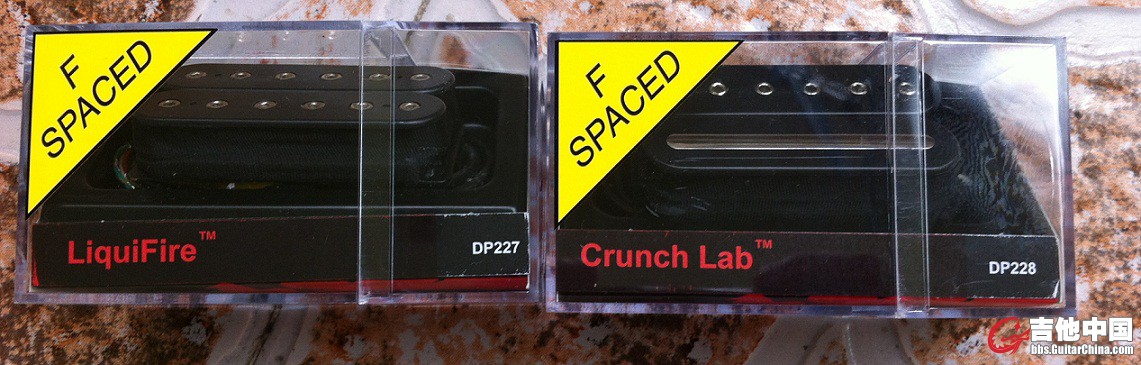 F
SPACED
LiquiFire™
DP227
F
SPACED
Crunch Lab™
DP228
吉他中国
bbs.GuitarChina.com